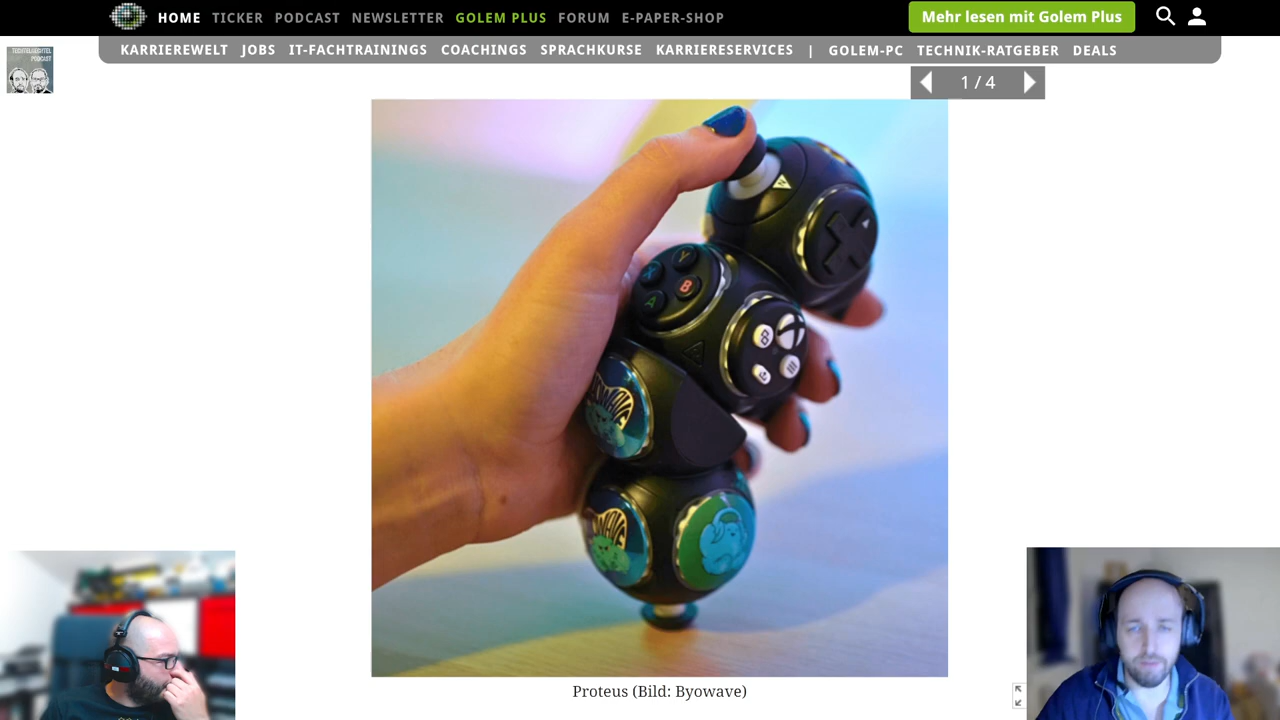 HOME TICKER PODCAST NEWSLETTER GOLEM PLUS FORUM E-PAPER-SHOP
Mehr lesen mit Golem Plus
KARRIEREWELT JOBS IT-FACHTRAININGS COACHINGS SPRACHKURSE KARRIERESERVICES | GOLEM-PC TECHNIK-RATGEBER DEALS
PODCAST
1 / 4
Y
X
B
A
Proteus (Bild: Byowave)